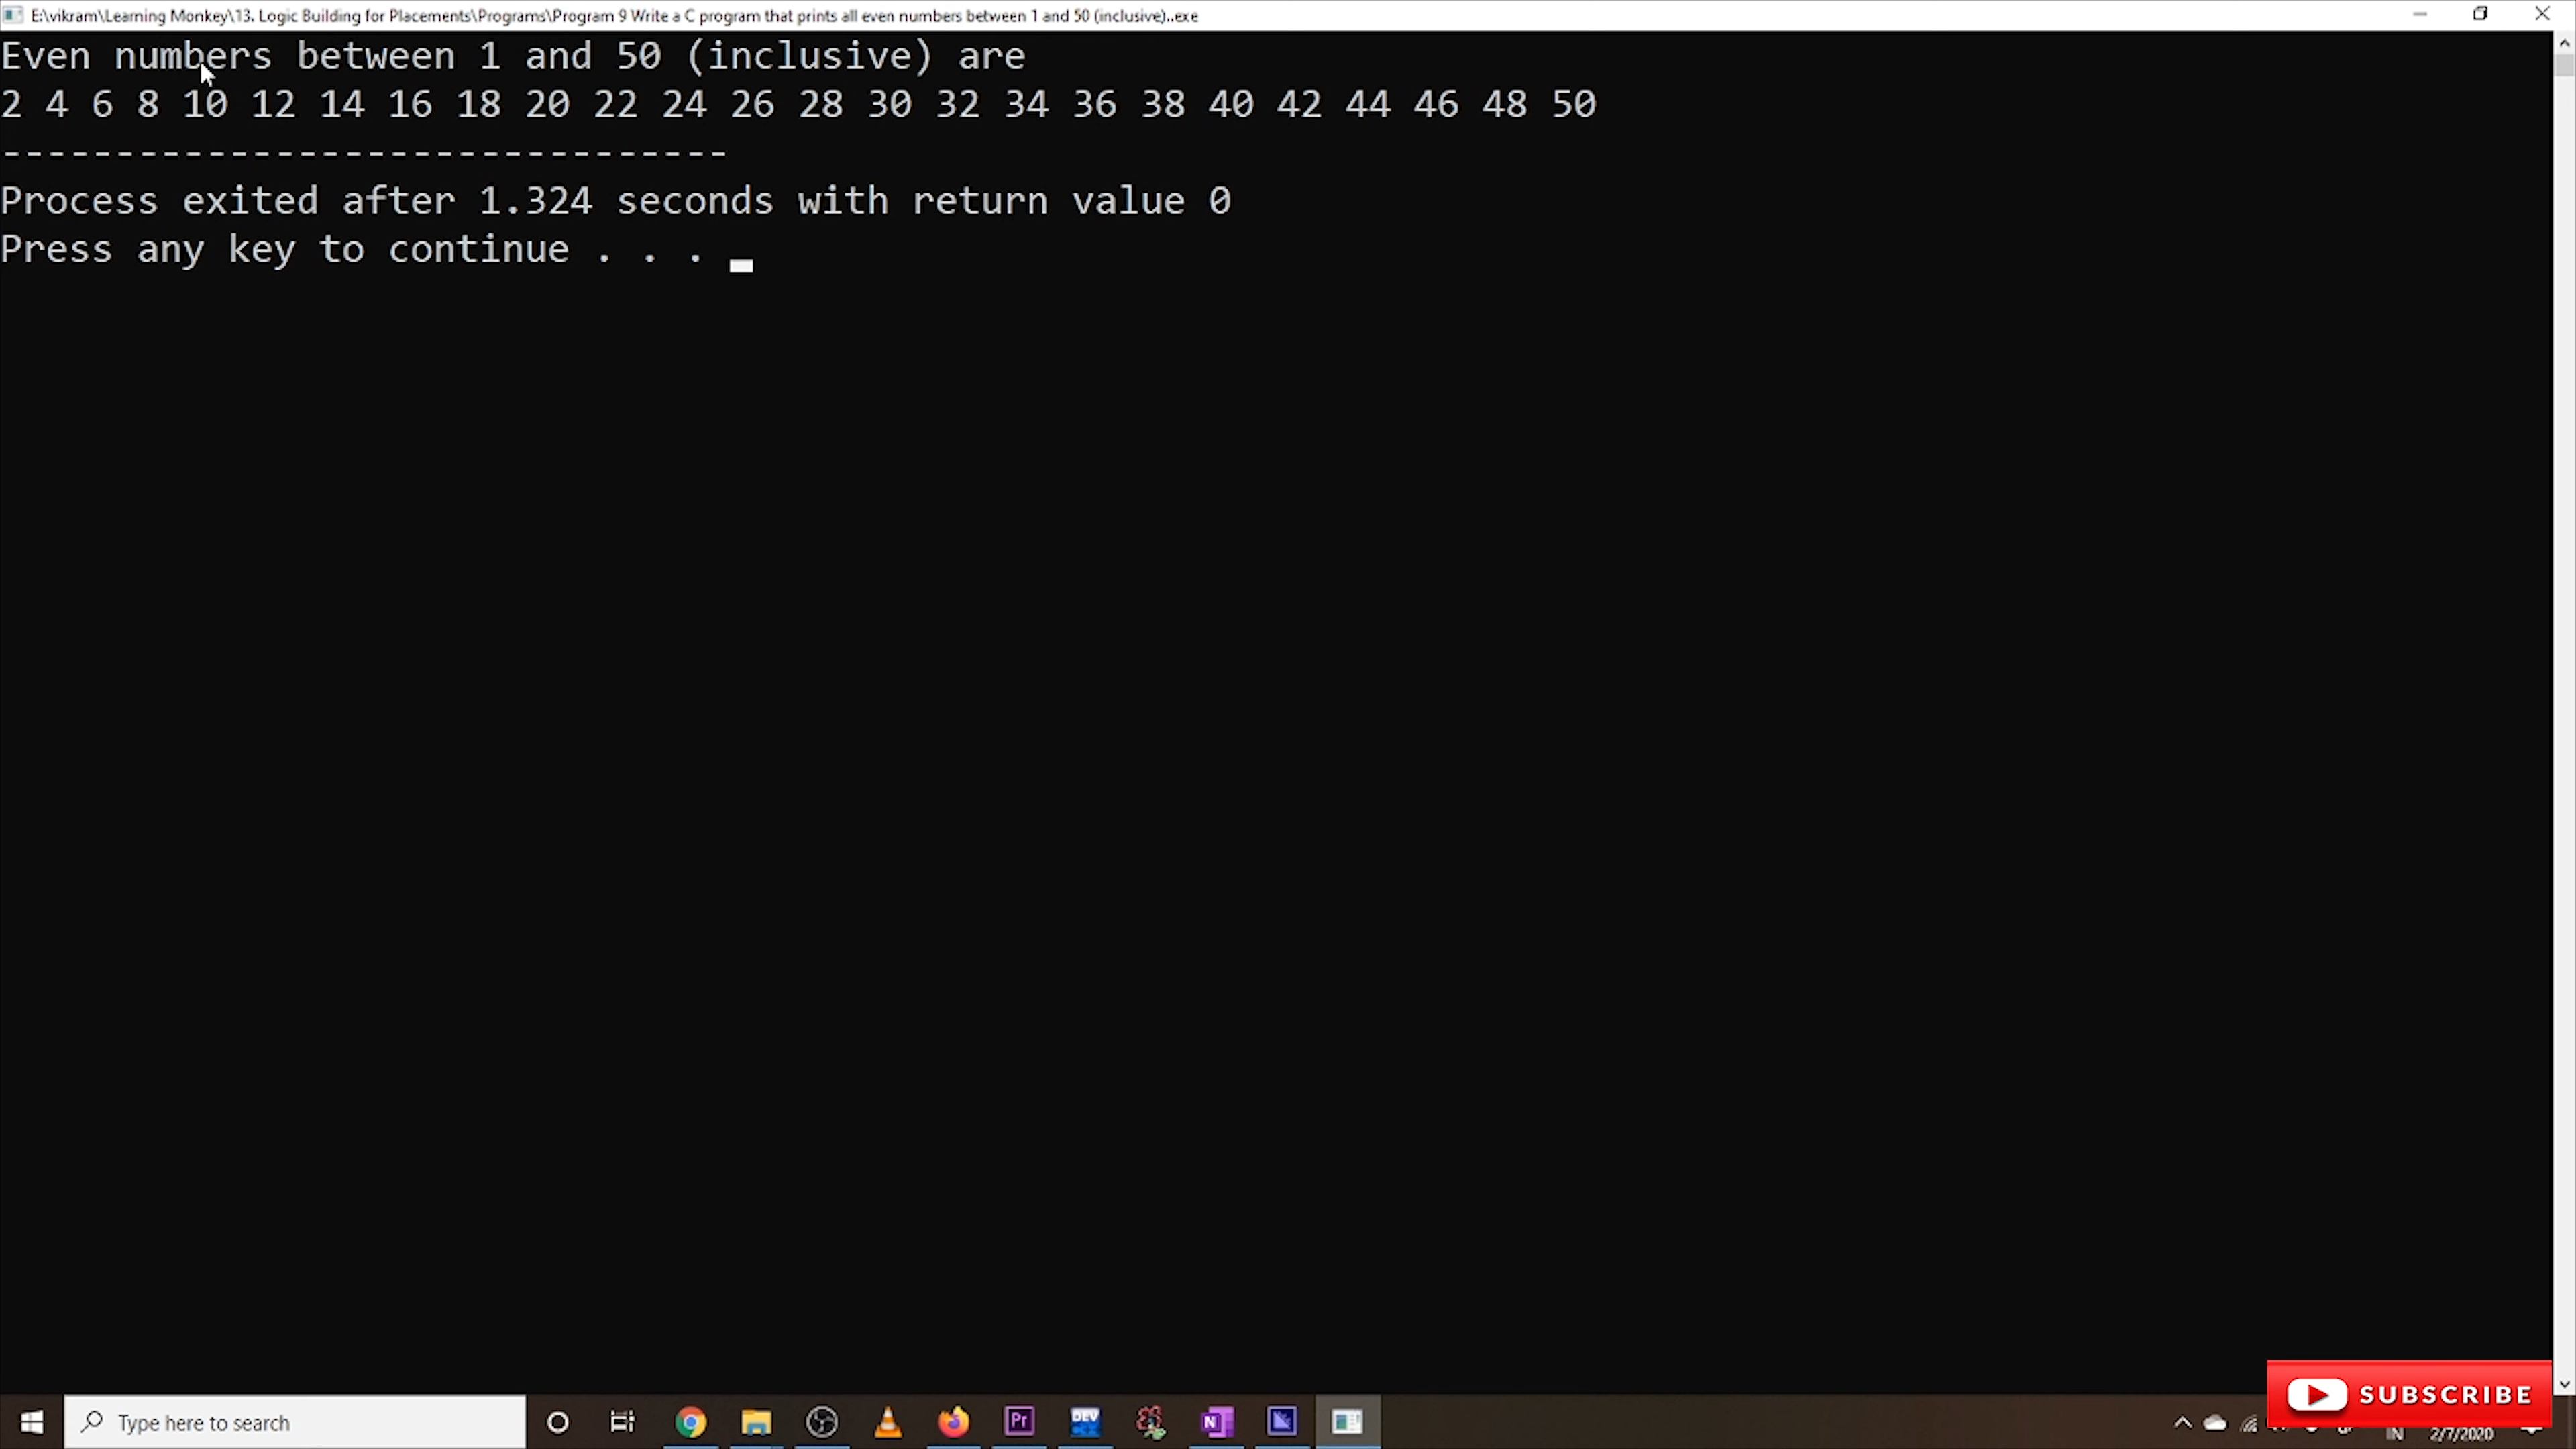 E:\vikram\Learning Monkey\13. Logic Building for Placements\Programs\Program 9 Write a C program that prints all even numbers between 1 and 50 (inclusive)..exe
Even numbers between 1 and 50 (inclusive) are
2 4 6 8 10 12 14 16 18 20 22 24 26 28 30 32 34 36 38 40 42 44 46 48 50
--------------------------------
Process exited after 1.324 seconds with return value 0
Press any key to continue . . .
SUBSCRIBE
Type here to search
Pr
DEV
N
IN
2/7/2020